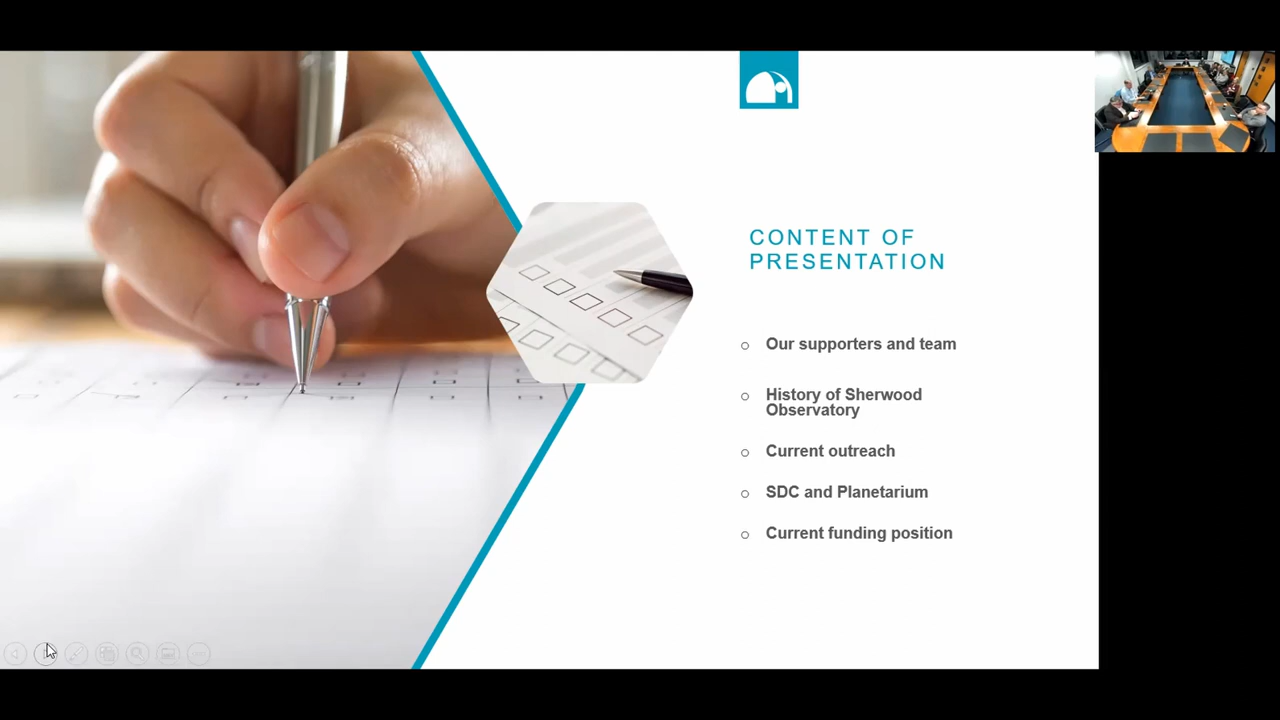 CONTENT OF
PRESENTATION
Our supporters and team
History of Sherwood
Observatory
Current outreach
SDC and Planetarium
Current funding position